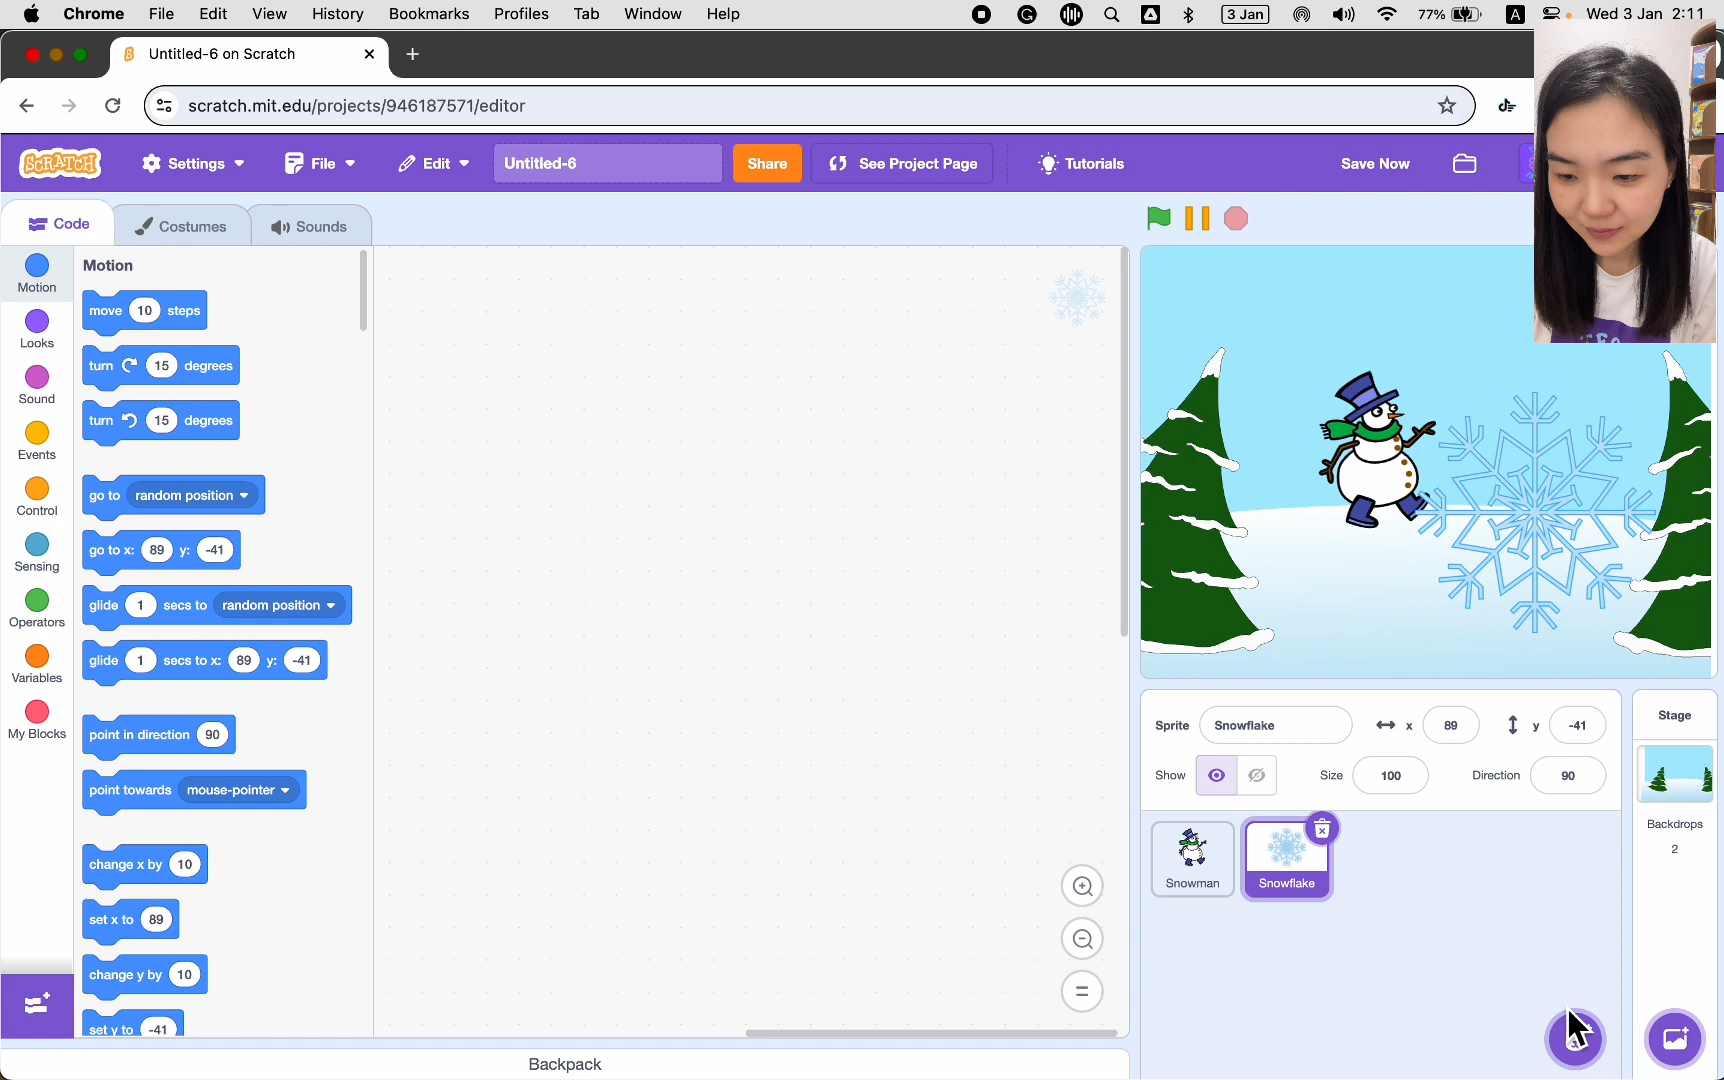 Chrome File Edit View History Bookmarks Profiles Tab Window Help 3 Jan 77% A Wed 3 Jan 2:11
Untitled-6 on Scratch
scratch.mit.edu/projects/946187571/editor
SCRATCH Settings File Edit Untitled-6 Share See Project Page Tutorials Save Now
Code Costumes Sounds
Motion
Looks
Sound
Events
Control
Sensing
Operators
Variables
My Blocks
Motion
move 10 steps
turn 15 degrees
turn 15 degrees
go to random position
go to x: 89 y: -41
glide 1 secs to random position
glide 1 secs to x: 89 y: -41
point in direction 90
point towards mouse-pointer
change x by 10
set x to 89
change y by 10
set y to -41
Backpack
Sprite Snowflake x 89 y -41
Show Size 100 Direction 90
Snowman Snowflake
Stage
Backdrops
2